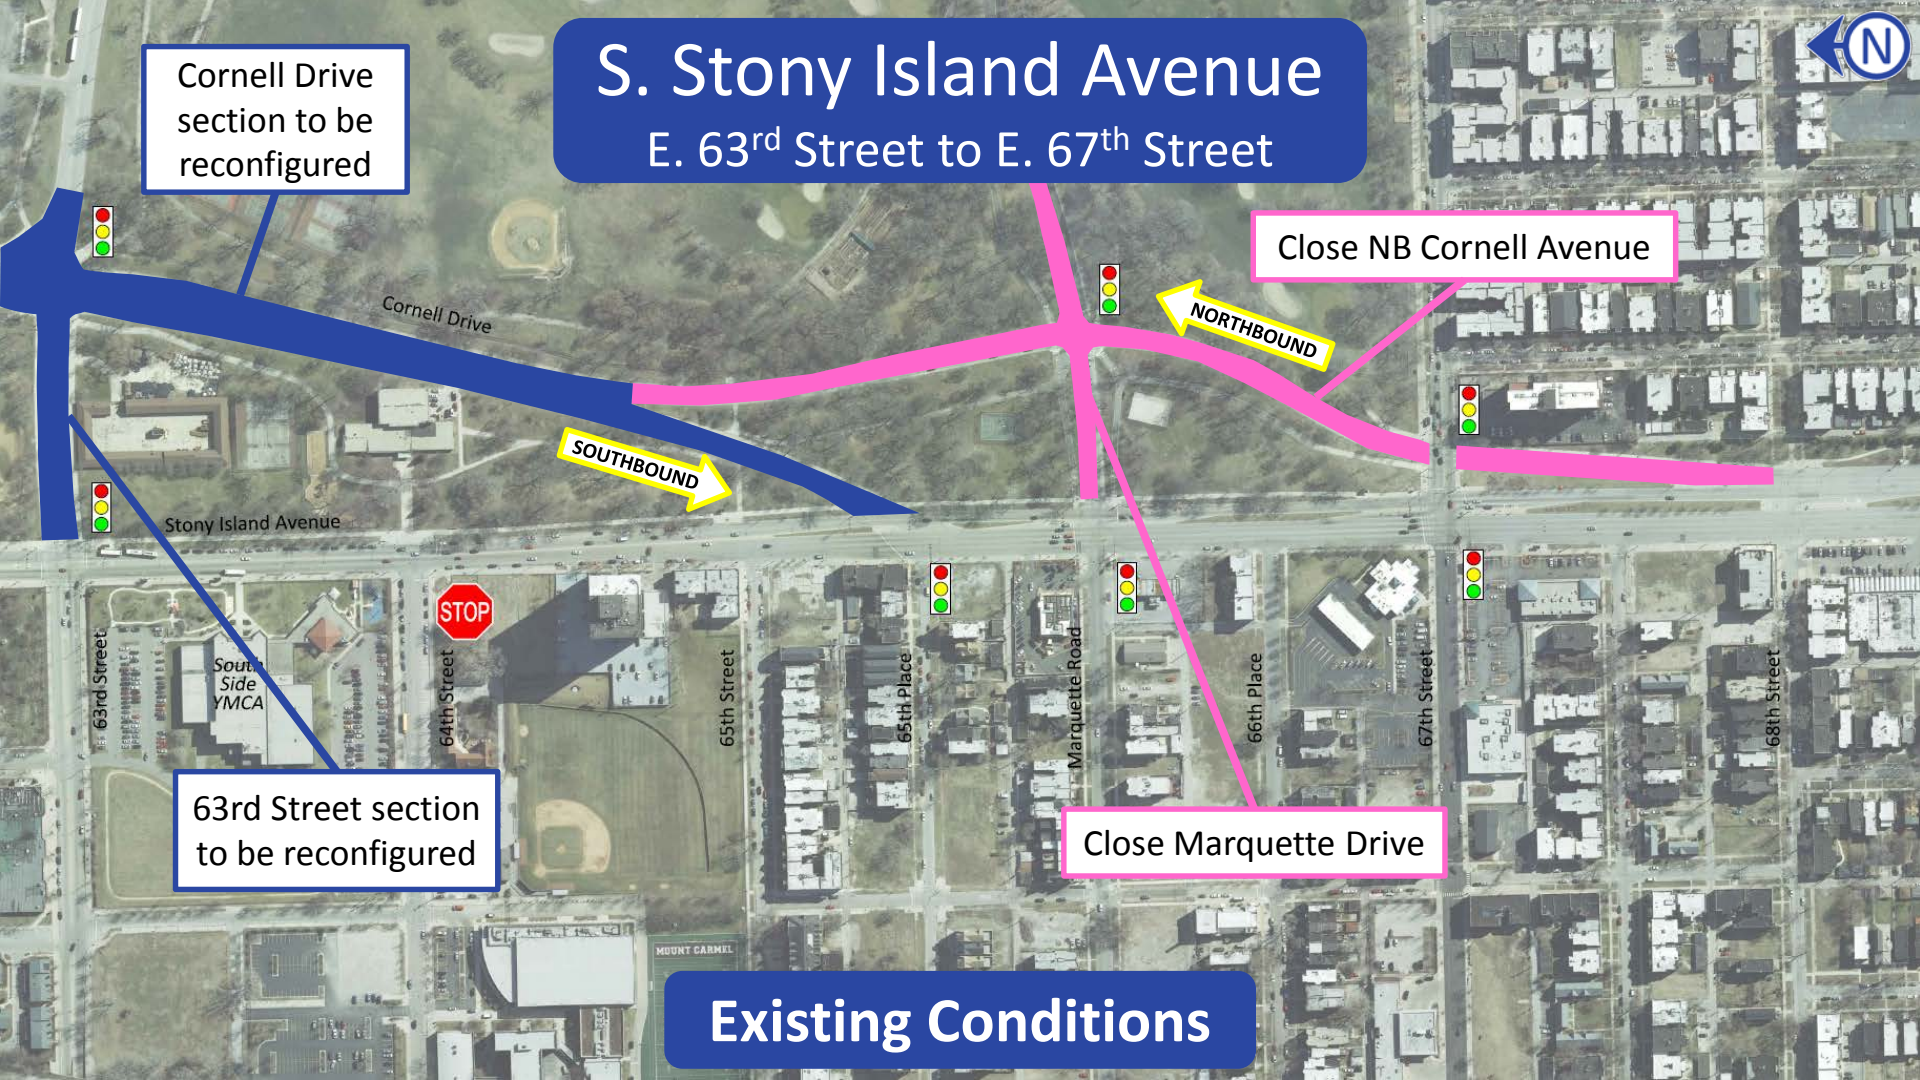 S. Stony Island Avenue
E. 63rd Street to E. 67th Street
N
Cornell Drive
section to be
reconfigured
Close NB Cornell Avenue
Cornell Drive
NORTHBOUND
SOUTHBOUND
Stony Island Avenue
STOP
63rd Street
South
Side
YMCA
64th Street
65th Street
65th Place
Marquette Road
66th Place
67th Street
68th Street
63rd Street section
to be reconfigured
Close Marquette Drive
MOUNT CARMEL
Existing Conditions